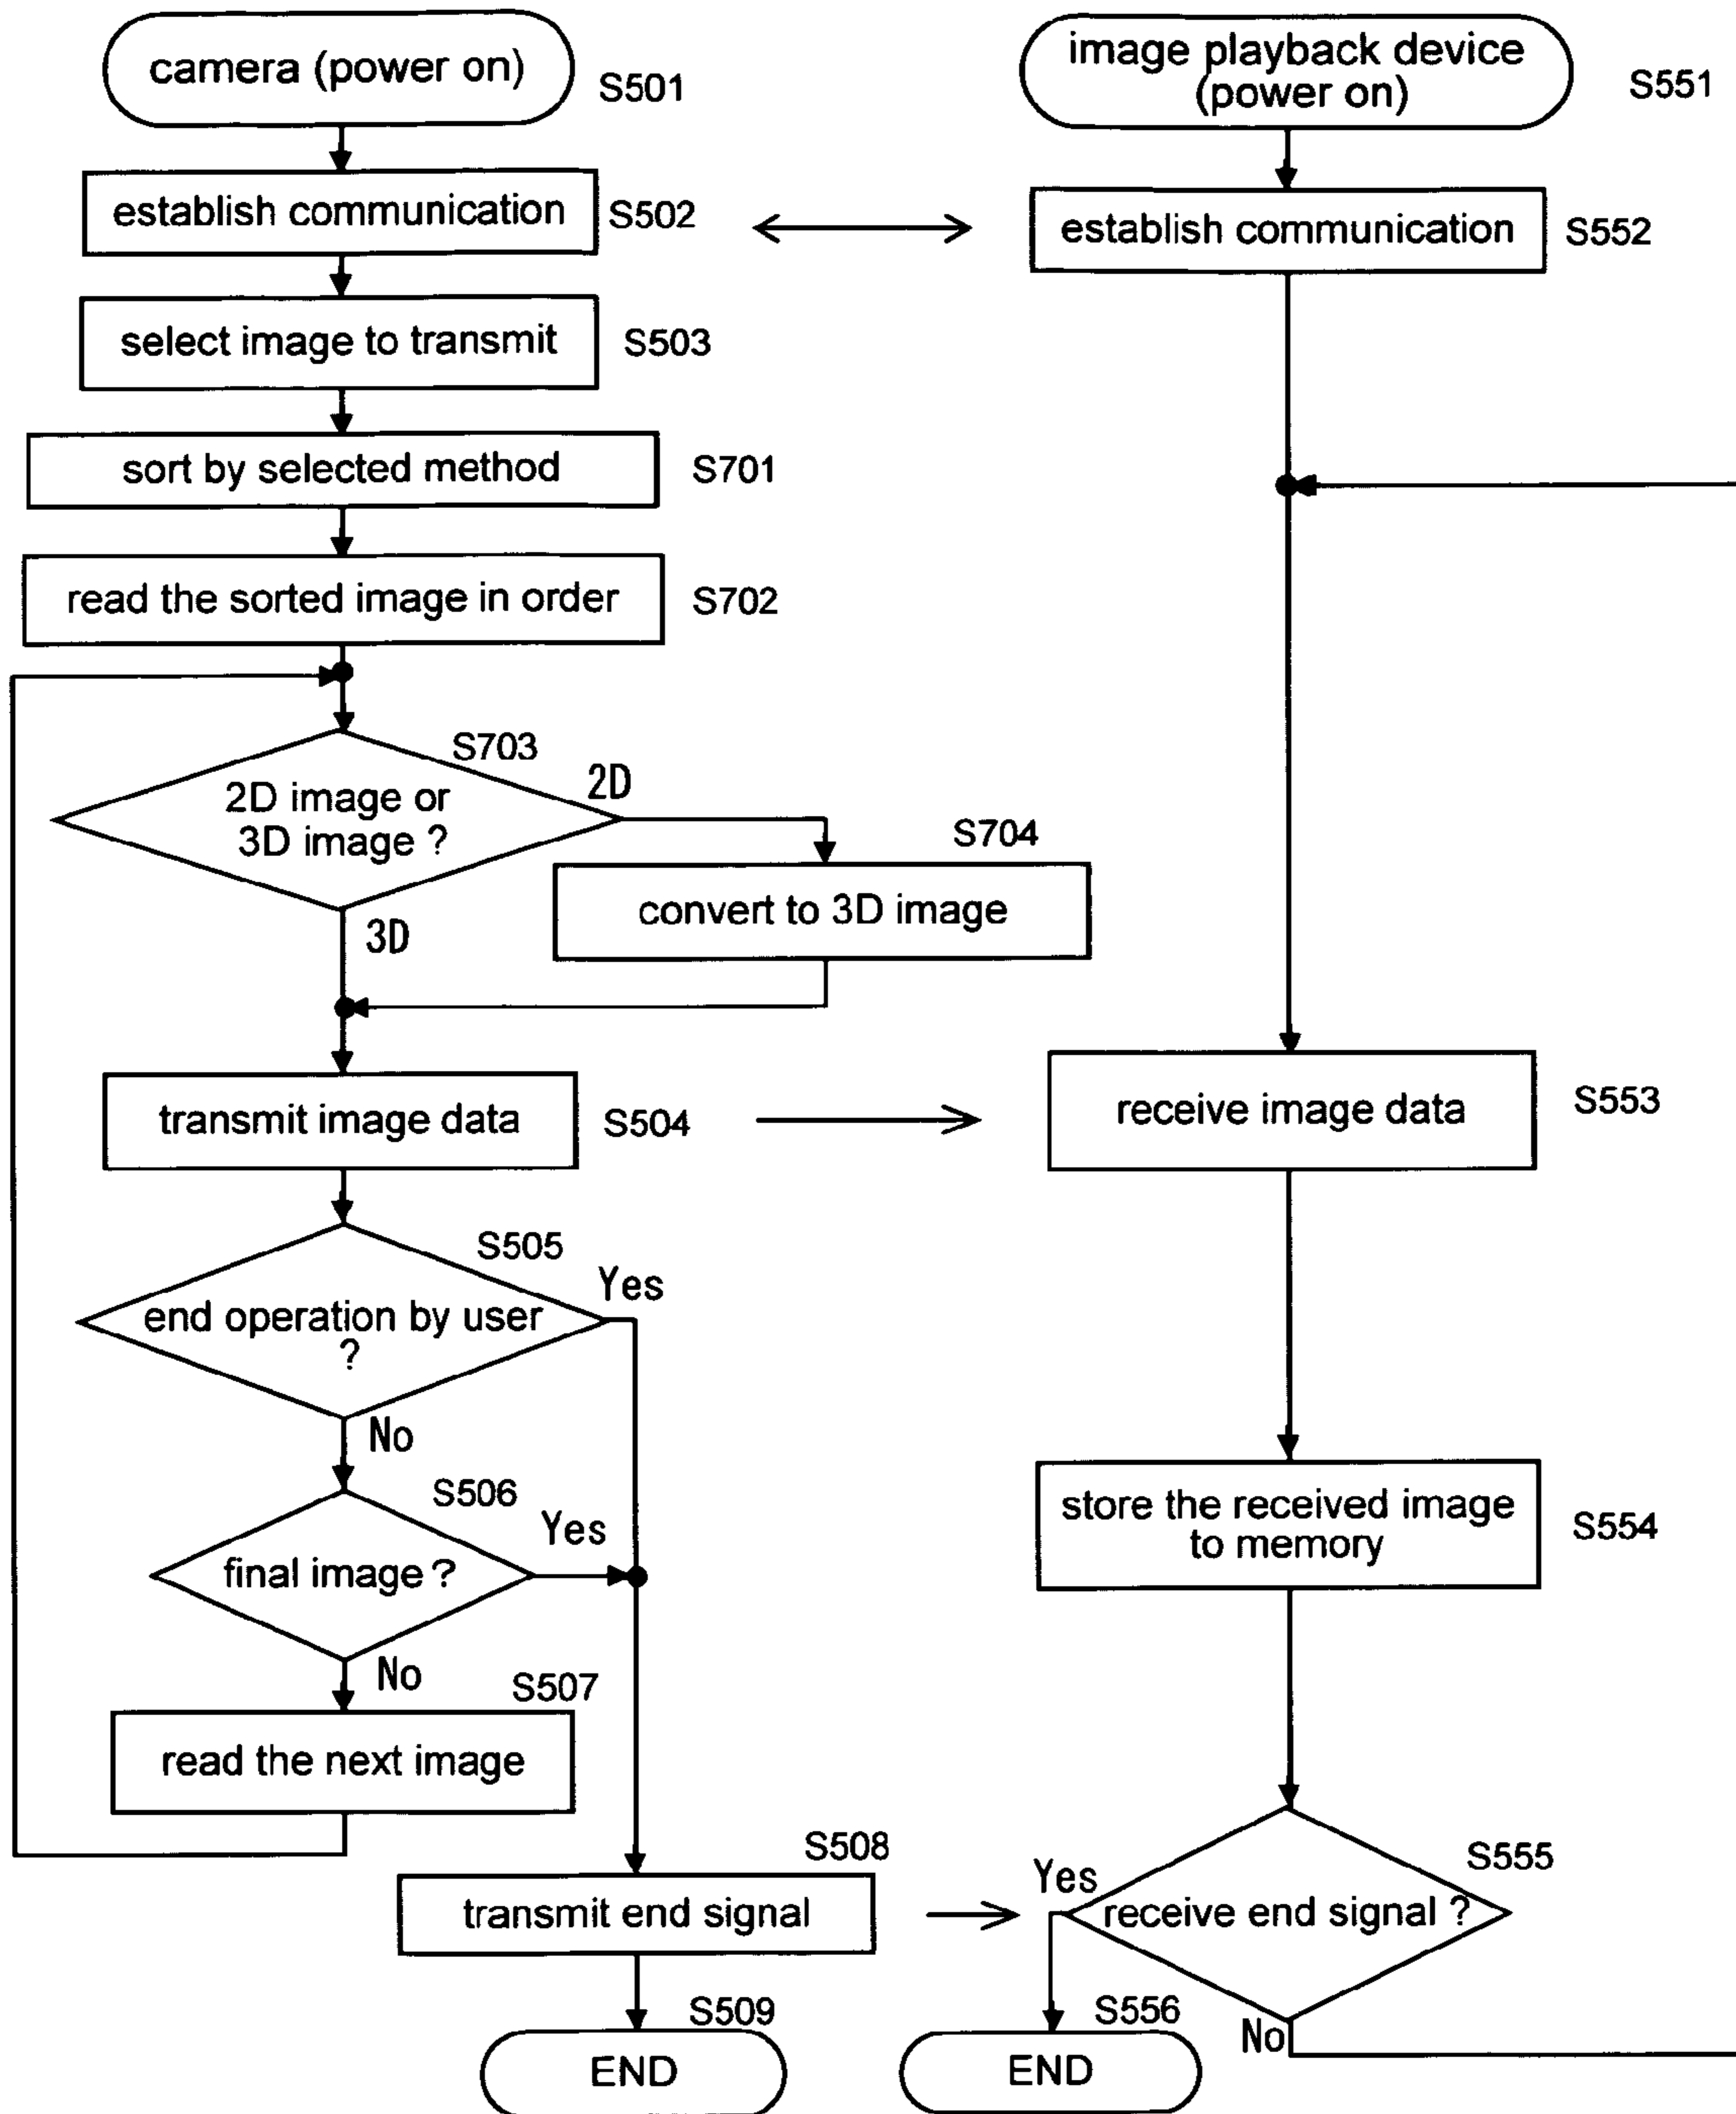 camera (power on)
S501
establish communication
S502
select image to transmit
S503
sort by selected method
S701
read the sorted image in order
S702
S703
2D image or
3D image ?
2D
3D
S704
convert to 3D image
transmit image data
S504
S505
end operation by user
?
Yes
No
S506
final image ?
Yes
No
S507
read the next image
S508
transmit end signal
S509
END
image playback device
(power on)
S551
establish communication
S552
receive image data
S553
store the received image
to memory
S554
S555
receive end signal ?
Yes
No
S556
END